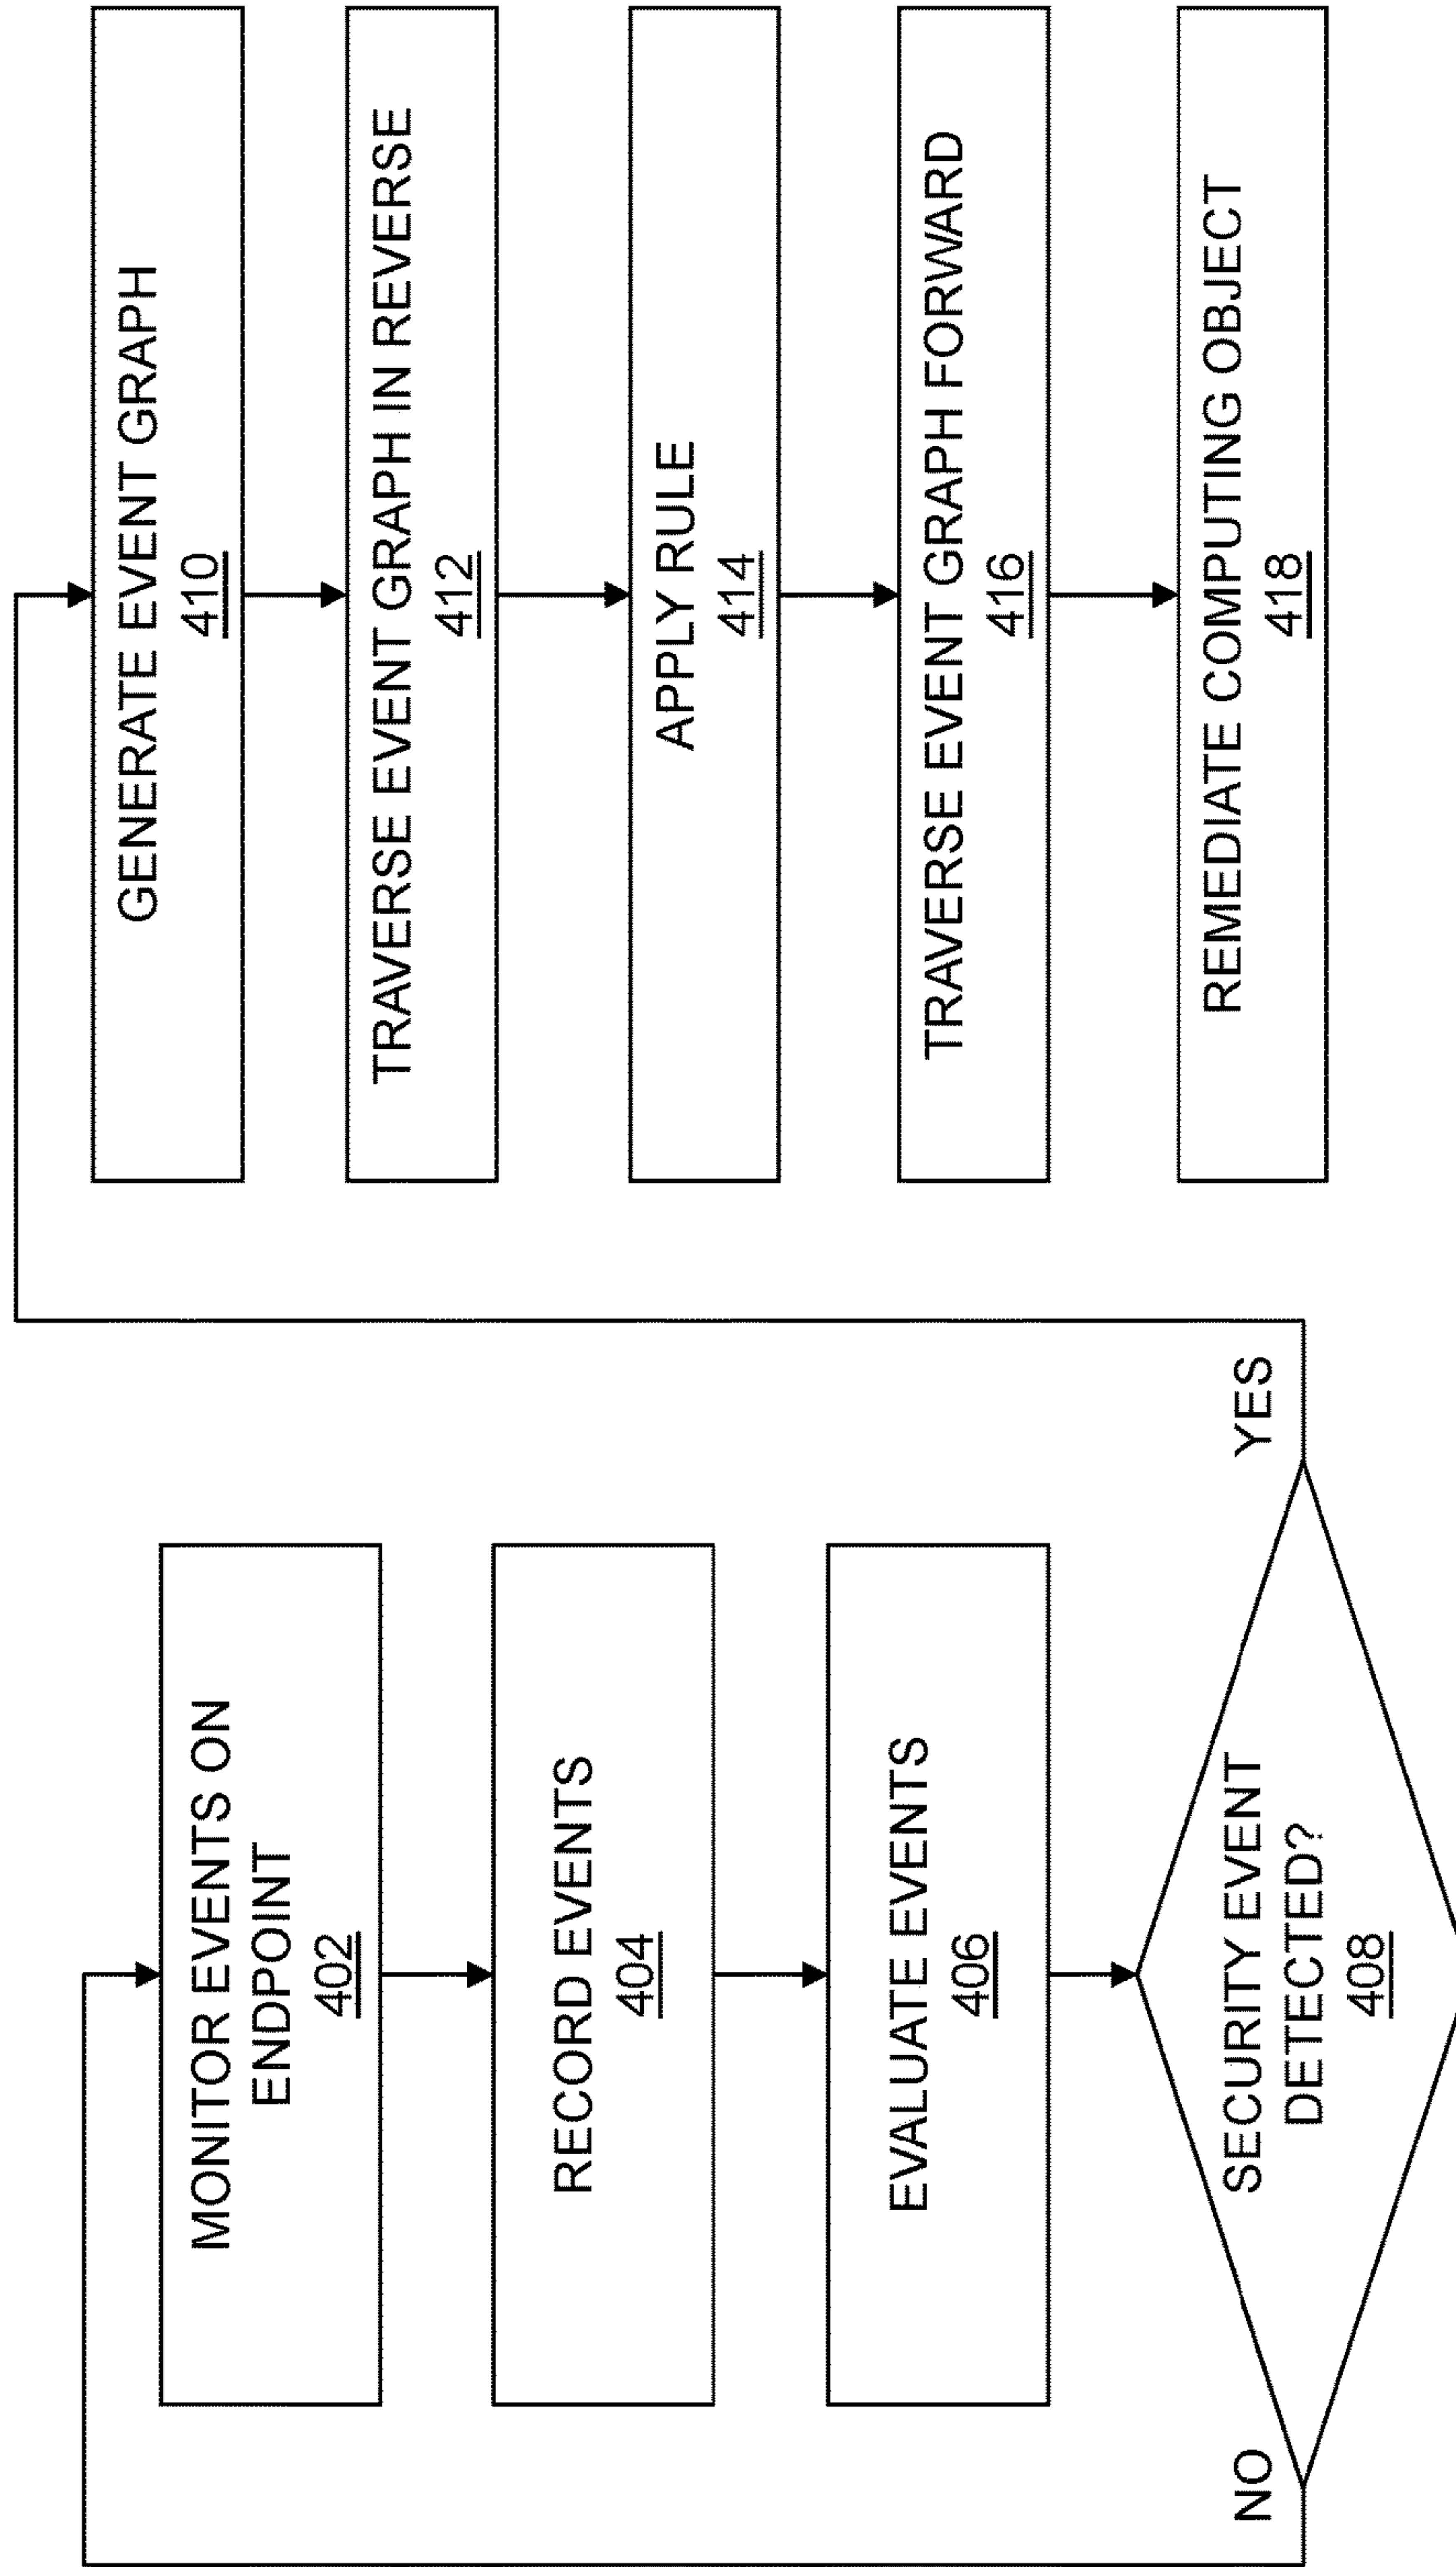 MONITOR EVENTS ON
ENDPOINT
402
RECORD EVENTS
404
EVALUATE EVENTS
406
SECURITY EVENT
DETECTED?
408
NO
YES
GENERATE EVENT GRAPH
410
TRAVERSE EVENT GRAPH IN REVERSE
412
APPLY RULE
414
TRAVERSE EVENT GRAPH FORWARD
416
REMEDIATE COMPUTING OBJECT
418